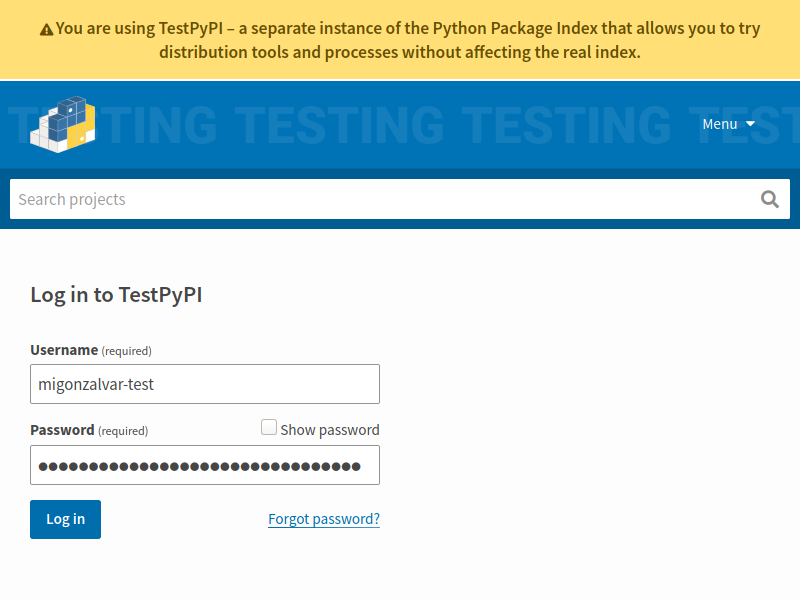 You are using TestPyPI – a separate instance of the Python Package Index that allows you to try
distribution tools and processes without affecting the real index.
TESTING TESTING TESTING TEST
Menu
Search projects
Log in to TestPyPI
Username (required)
migonzalvar-test
Password (required)
Show password
●●●●●●●●●●●●●●●●●●●●●●●●●●●●●●●●
Log in
Forgot password?